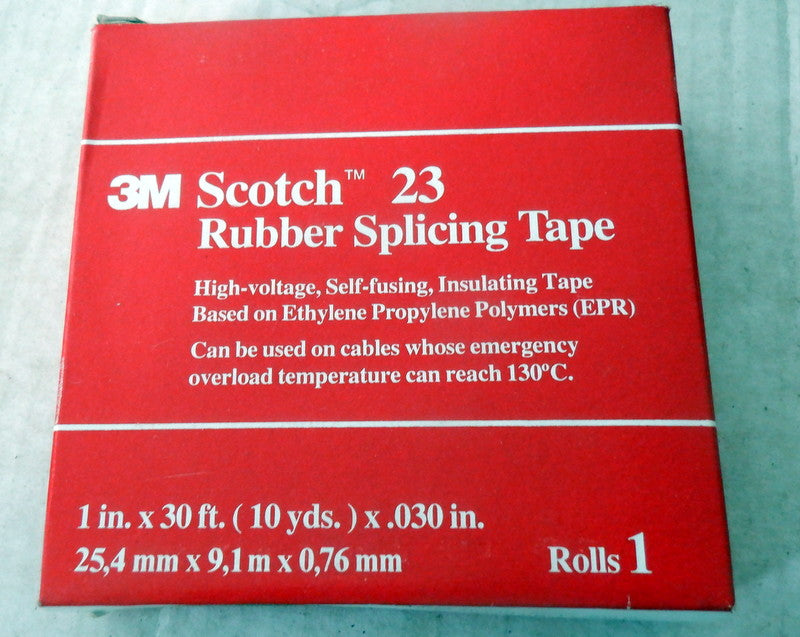 3M Scotch™ 23
Rubber Splicing Tape
High-voltage, Self-fusing, Insulating Tape
Based on Ethylene Propylene Polymers (EPR)
Can be used on cables whose emergency
overload temperature can reach 130ºC.
1 in. x 30 ft. ( 10 yds. ) x .030 in.
25,4 mm x 9,1 m x 0,76 mm
Rolls 1